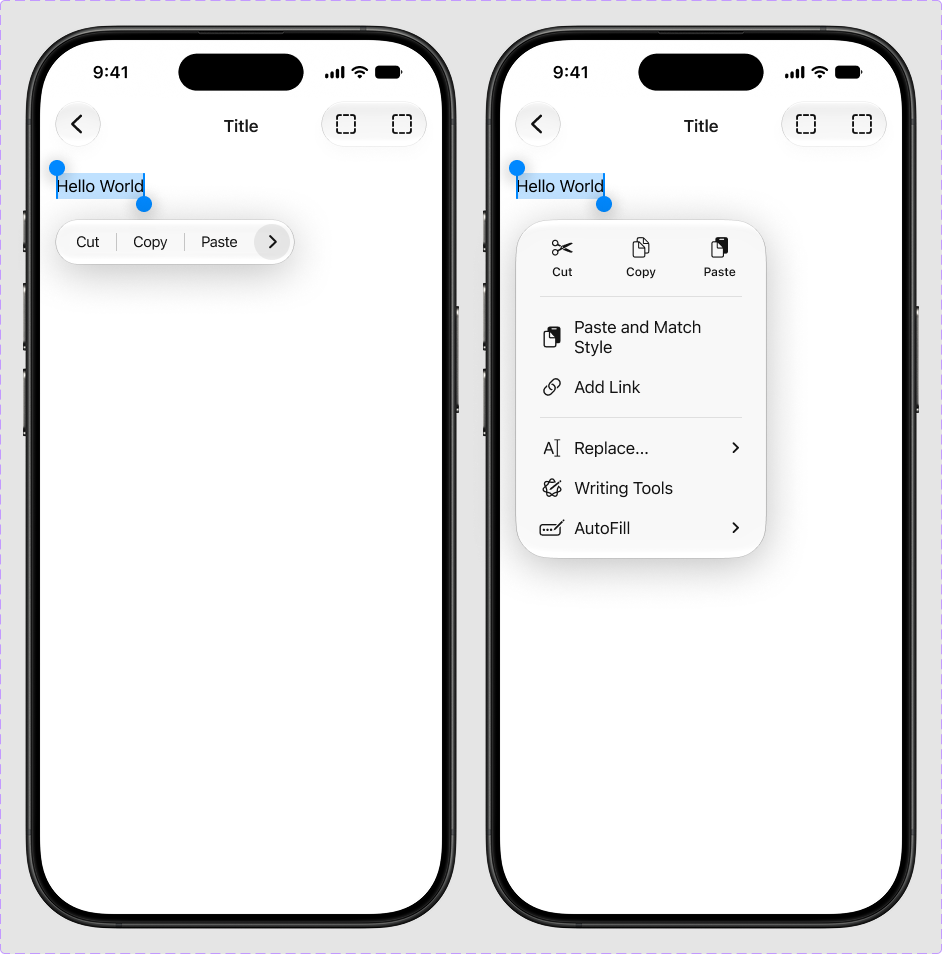 9:41
Title
Hello World
Cut
Copy
Paste
9:41
Title
Hello World
Cut
Copy
Paste
Paste and Match
Style
Add Link
Replace...
Writing Tools
AutoFill